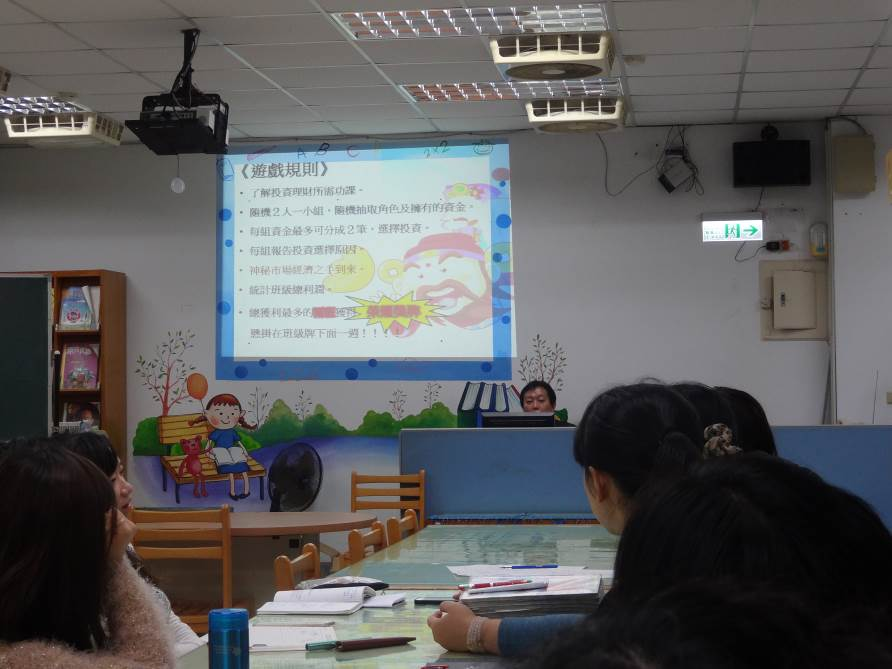 A B C
2×2
《遊戲規則》
• 了解投資理財所需功課。
• 隨機2人一小組，隨機抽取角色及擁有的資金。
• 每組資金最多可分成2筆，選擇投資。
• 每組報告投資選擇原因。
• 神秘市場經濟之手到來。
• 統計班級總利潤。
• 總獲利最多的 獲得
懸掛在班級牌下面一週！！！！